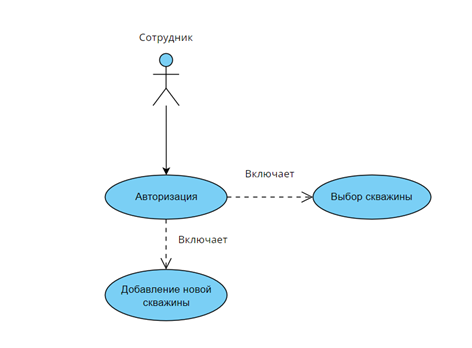 Сотрудник
Включает
Авторизация
Выбор скважины
Включает
Добавление новой
скважины